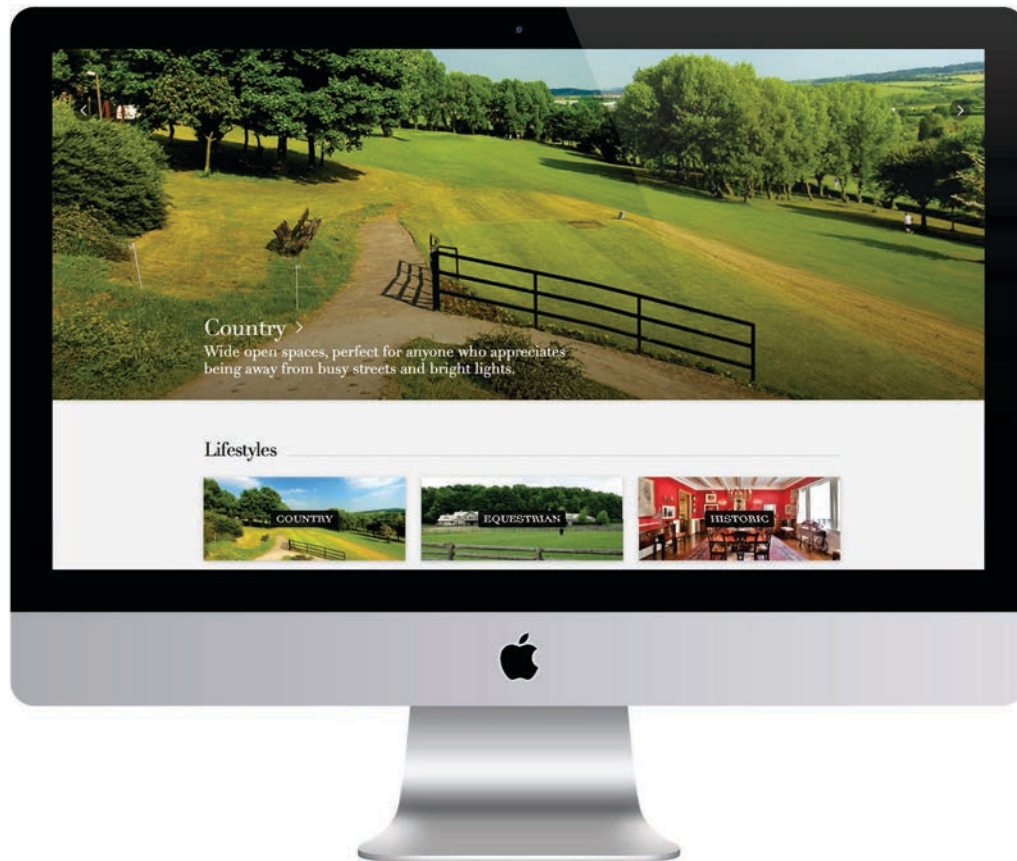 Country >
Wide open spaces, perfect for anyone who appreciates
being away from busy streets and bright lights.
Lifestyles
COUNTRY
EQUESTRIAN
HISTORIC